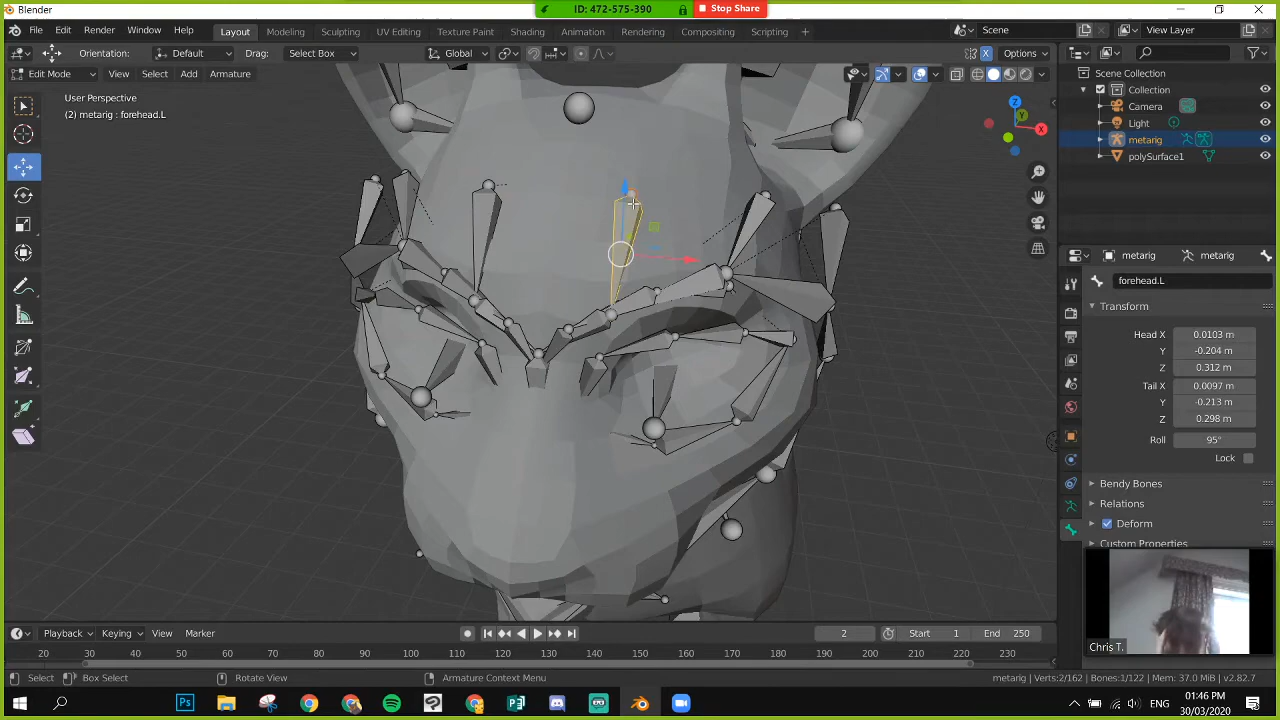 Blender
ID: 472-575-390
Stop Share
File Edit Render Window Help
Layout Modeling Sculpting UV Editing Texture Paint Shading Animation Rendering Compositing Scripting +
Scene
View Layer
Orientation: Default Drag: Select Box
Global
X
Options
Edit Mode View Select Add Armature
User Perspective
(2) metarig : forehead.L
Z
Y
X
Scene Collection
Collection
Camera
Light
metarig
polySurface1
metarig metarig
forehead.L
Transform
Head X 0.0103 m
Y -0.204 m
Z 0.312 m
Tail X 0.0097 m
Y -0.213 m
Z 0.298 m
Roll 95°
Lock
Bendy Bones
Relations
Deform
Custom Properties
Chris T.
Playback Keying View Marker
2 Start 1 End 250
20 30 40 50 60 70 80 90 100 110 120 130 140 150 160 170 180 190 200 210 220 230
Select Box Select Rotate View Armature Context Menu
metarig | Verts:2/162 | Bones:1/122 | Mem: 37.0 MiB | v2.82.7
Ps
ENG
01:46 PM
30/03/2020